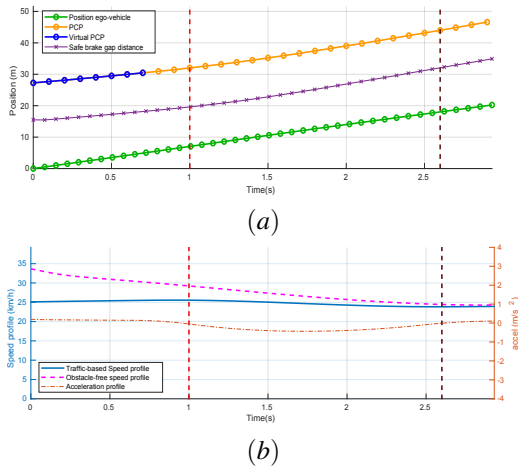 50
40
30
20
10
0
Position (m)
Position ego-vehicle
PCP
Virtual PCP
Safe brake gap distance
0 0.5 1 1.5 2 2.5
Time(s)
(a)
35
30
25
20
15
10
5
0
Speed profile (km/h)
4
3
2
1
0
-1
-2
-3
-4
accel (m/s²)
Traffic-based Speed profile
Obstacle-free speed profile
Acceleration profile
0 0.5 1 1.5 2 2.5
Time(s)
(b)